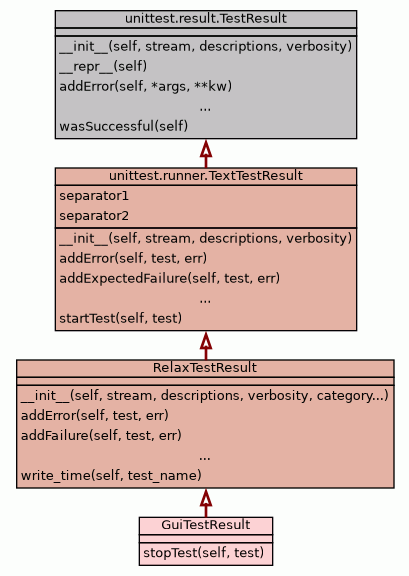 unittest.result.TestResult
__init__(self, stream, descriptions, verbosity)
__repr__(self)
addError(self, *args, **kw)
...
wasSuccessful(self)
unittest.runner.TextTestResult
separator1
separator2
__init__(self, stream, descriptions, verbosity)
addError(self, test, err)
addExpectedFailure(self, test, err)
...
startTest(self, test)
RelaxTestResult
__init__(self, stream, descriptions, verbosity, category...)
addError(self, test, err)
addFailure(self, test, err)
...
write_time(self, test_name)
GuiTestResult
stopTest(self, test)